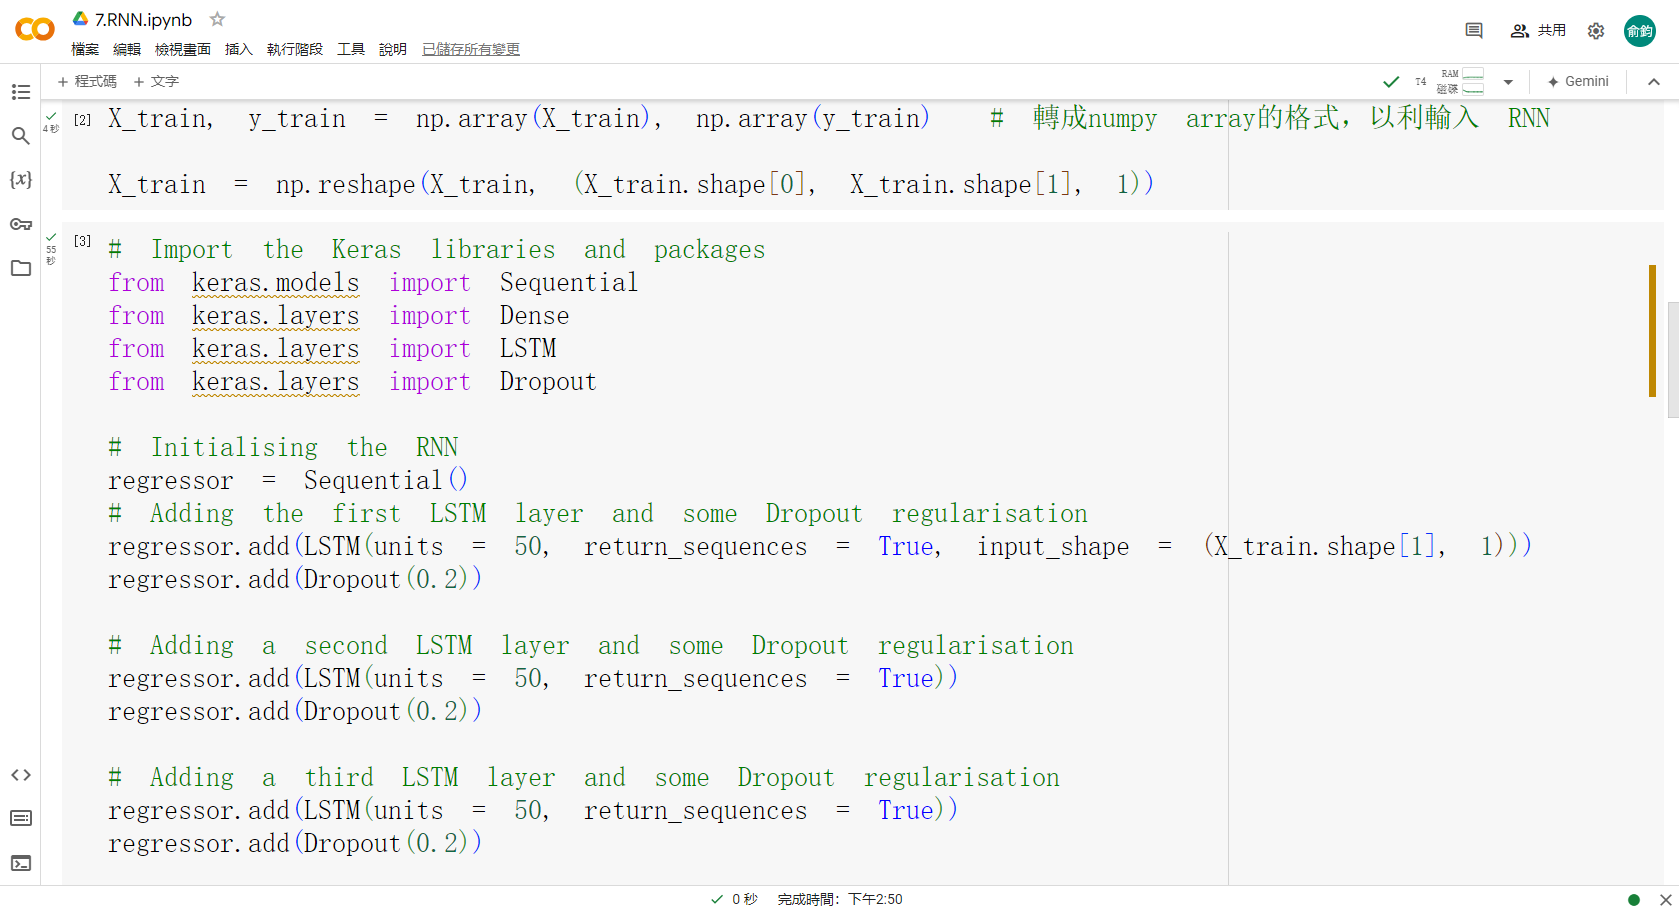 7.RNN.ipynb
檔案 編輯 檢視畫面 插入 執行階段 工具 說明 已儲存所有變更
共用
俞鈞
+ 程式碼 + 文字
T4 RAM 磁碟 Gemini
4 秒
[2] X_train, y_train = np.array(X_train), np.array(y_train) # 轉成numpy array的格式，以利輸入 RNN
X_train = np.reshape(X_train, (X_train.shape[0], X_train.shape[1], 1))
55 秒
[3] # Import the Keras libraries and packages
from keras.models import Sequential
from keras.layers import Dense
from keras.layers import LSTM
from keras.layers import Dropout
# Initialising the RNN
regressor = Sequential()
# Adding the first LSTM layer and some Dropout regularisation
regressor.add(LSTM(units = 50, return_sequences = True, input_shape = (X_train.shape[1], 1)))
regressor.add(Dropout(0.2))
# Adding a second LSTM layer and some Dropout regularisation
regressor.add(LSTM(units = 50, return_sequences = True))
regressor.add(Dropout(0.2))
# Adding a third LSTM layer and some Dropout regularisation
regressor.add(LSTM(units = 50, return_sequences = True))
regressor.add(Dropout(0.2))
0 秒 完成時間：下午2:50